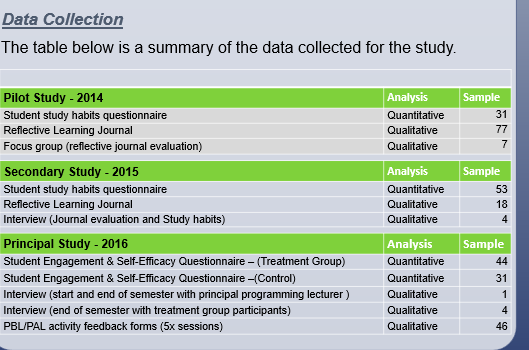 Data Collection
The table below is a summary of the data collected for the study.
Pilot Study - 2014 Analysis Sample
Student study habits questionnaire Quantitative 31
Reflective Learning Journal Qualitative 77
Focus group (reflective journal evaluation) Qualitative 7
Secondary Study - 2015 Analysis Sample
Student study habits questionnaire Quantitative 53
Reflective Learning Journal Qualitative 18
Interview (Journal evaluation and Study habits) Qualitative 4
Principal Study - 2016 Analysis Sample
Student Engagement & Self-Efficacy Questionnaire – (Treatment Group) Quantitative 44
Student Engagement & Self-Efficacy Questionnaire –(Control) Quantitative 31
Interview (start and end of semester with principal programming lecturer ) Qualitative 1
Interview (end of semester with treatment group participants) Qualitative 4
PBL/PAL activity feedback forms (5x sessions) Qualitative 46